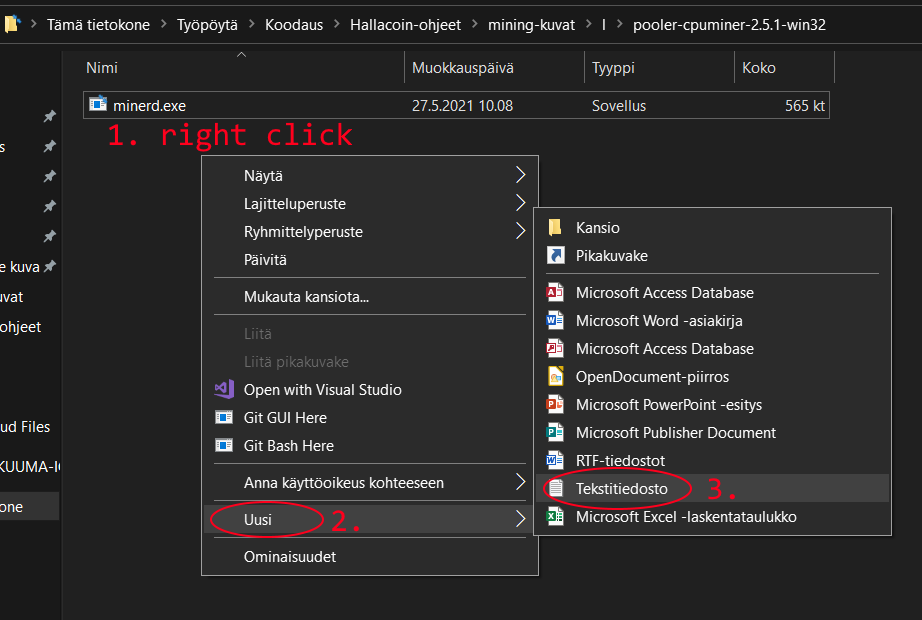 Tämä tietokone > Työpöytä > Koodaus > Hallacoin-ohjeet > mining-kuvat > I > pooler-cpuminer-2.5.1-win32
Nimi Muokkauspäivä Tyyppi Koko
minerd.exe 27.5.2021 10.08 Sovellus 565 kt
1. right click
s
e kuva
uvat
ohjeet
ud Files
KUUMA-IC
one
Näytä
Lajitteluperuste
Ryhmittelyperuste
Päivitä
Mukauta kansiota...
Liitä
Liitä pikakuvake
Open with Visual Studio
Git GUI Here
Git Bash Here
Anna käyttöoikeus kohteeseen
Uusi 2.
Ominaisuudet
Kansio
Pikakuvake
Microsoft Access Database
Microsoft Word -asiakirja
Microsoft Access Database
OpenDocument-piirros
Microsoft PowerPoint -esitys
Microsoft Publisher Document
RTF-tiedostot
Tekstitiedosto 3.
Microsoft Excel -laskentataulukko